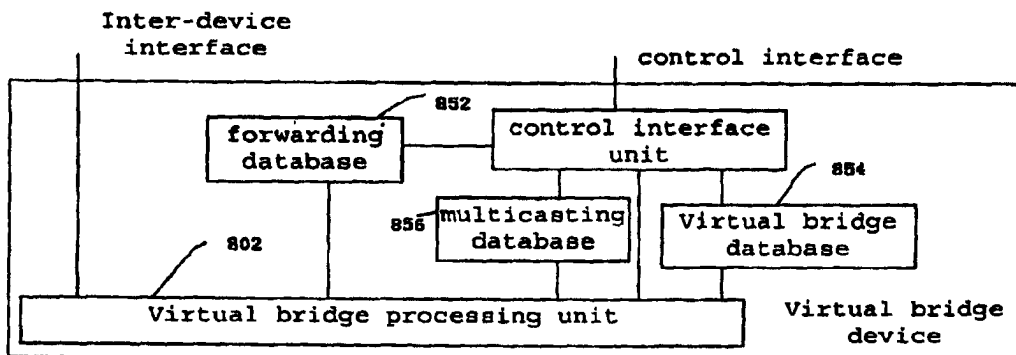 Inter-device
interface
control interface
852
forwarding
database
control interface
unit
854
856
multicasting
database
Virtual bridge
database
802
Virtual bridge processing unit
Virtual bridge
device